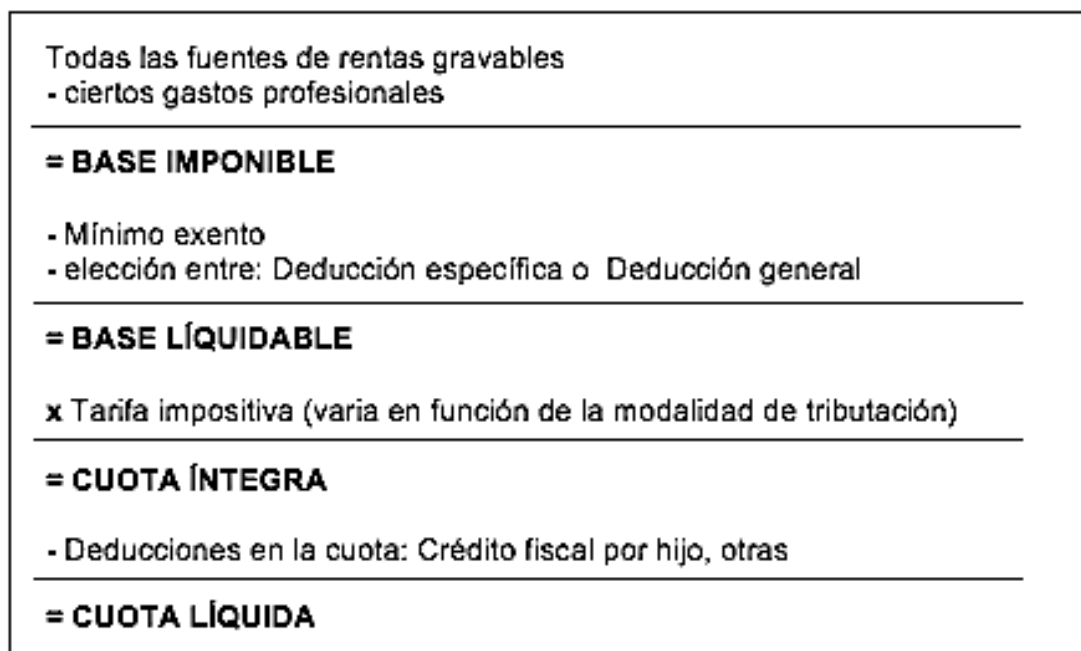 Todas las fuentes de rentas gravables
- ciertos gastos profesionales
= BASE IMPONIBLE
- Mínimo exento
- elección entre: Deducción específica o Deducción general
= BASE LÍQUIDABLE
x Tarifa impositiva (varia en función de la modalidad de tributación)
= CUOTA ÍNTEGRA
- Deducciones en la cuota: Crédito fiscal por hijo, otras
= CUOTA LÍQUIDA